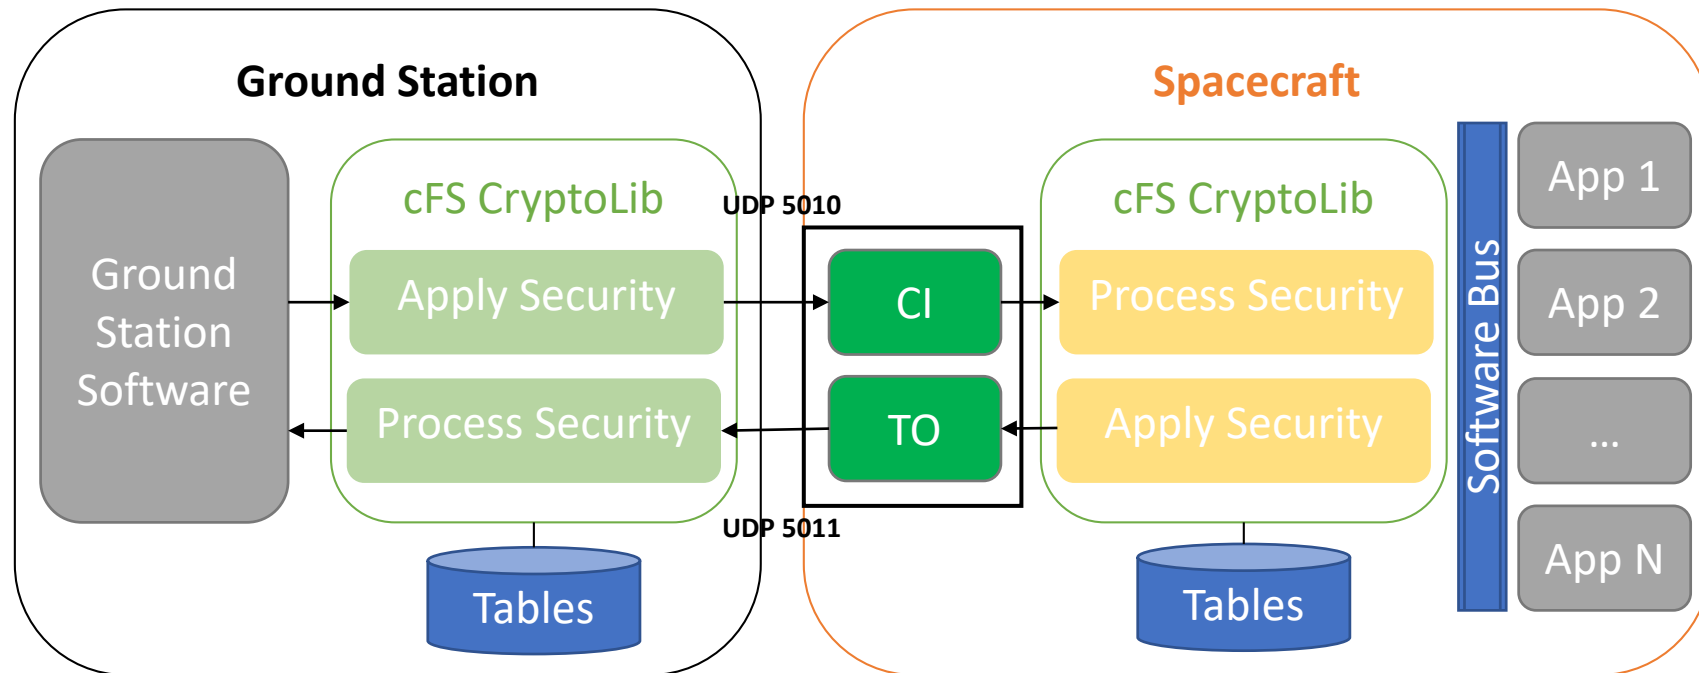 Ground Station
Spacecraft
Ground
Station
Software
cFS CryptoLib
Apply Security
Process Security
Tables
UDP 5010
CI
TO
UDP 5011
cFS CryptoLib
Process Security
Apply Security
Tables
Software Bus
App 1
App 2
...
App N